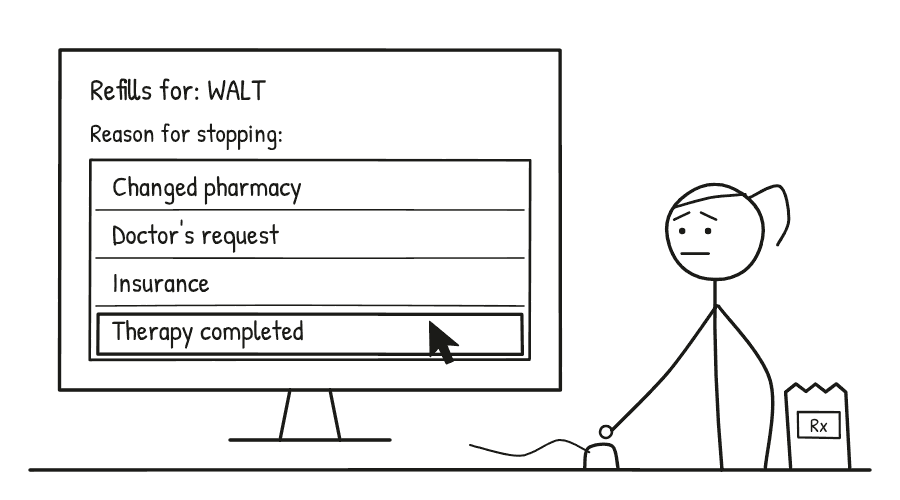 Refills for: WALT
Reason for stopping:
Changed pharmacy
Doctor's request
Insurance
Therapy completed
Rx